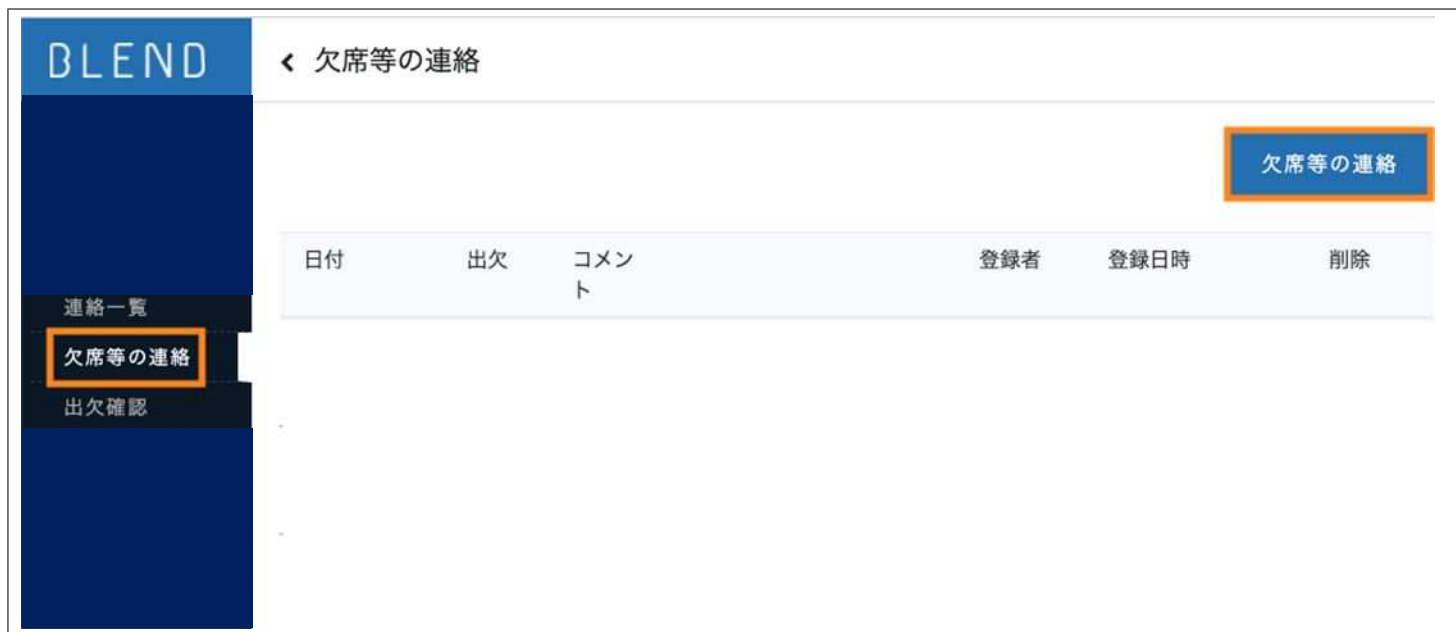 BLEND
欠席等の連絡
欠席等の連絡
日付 出欠 コメン 登録者 登録日時 削除
ト
連絡一覧
欠席等の連絡
出欠確認